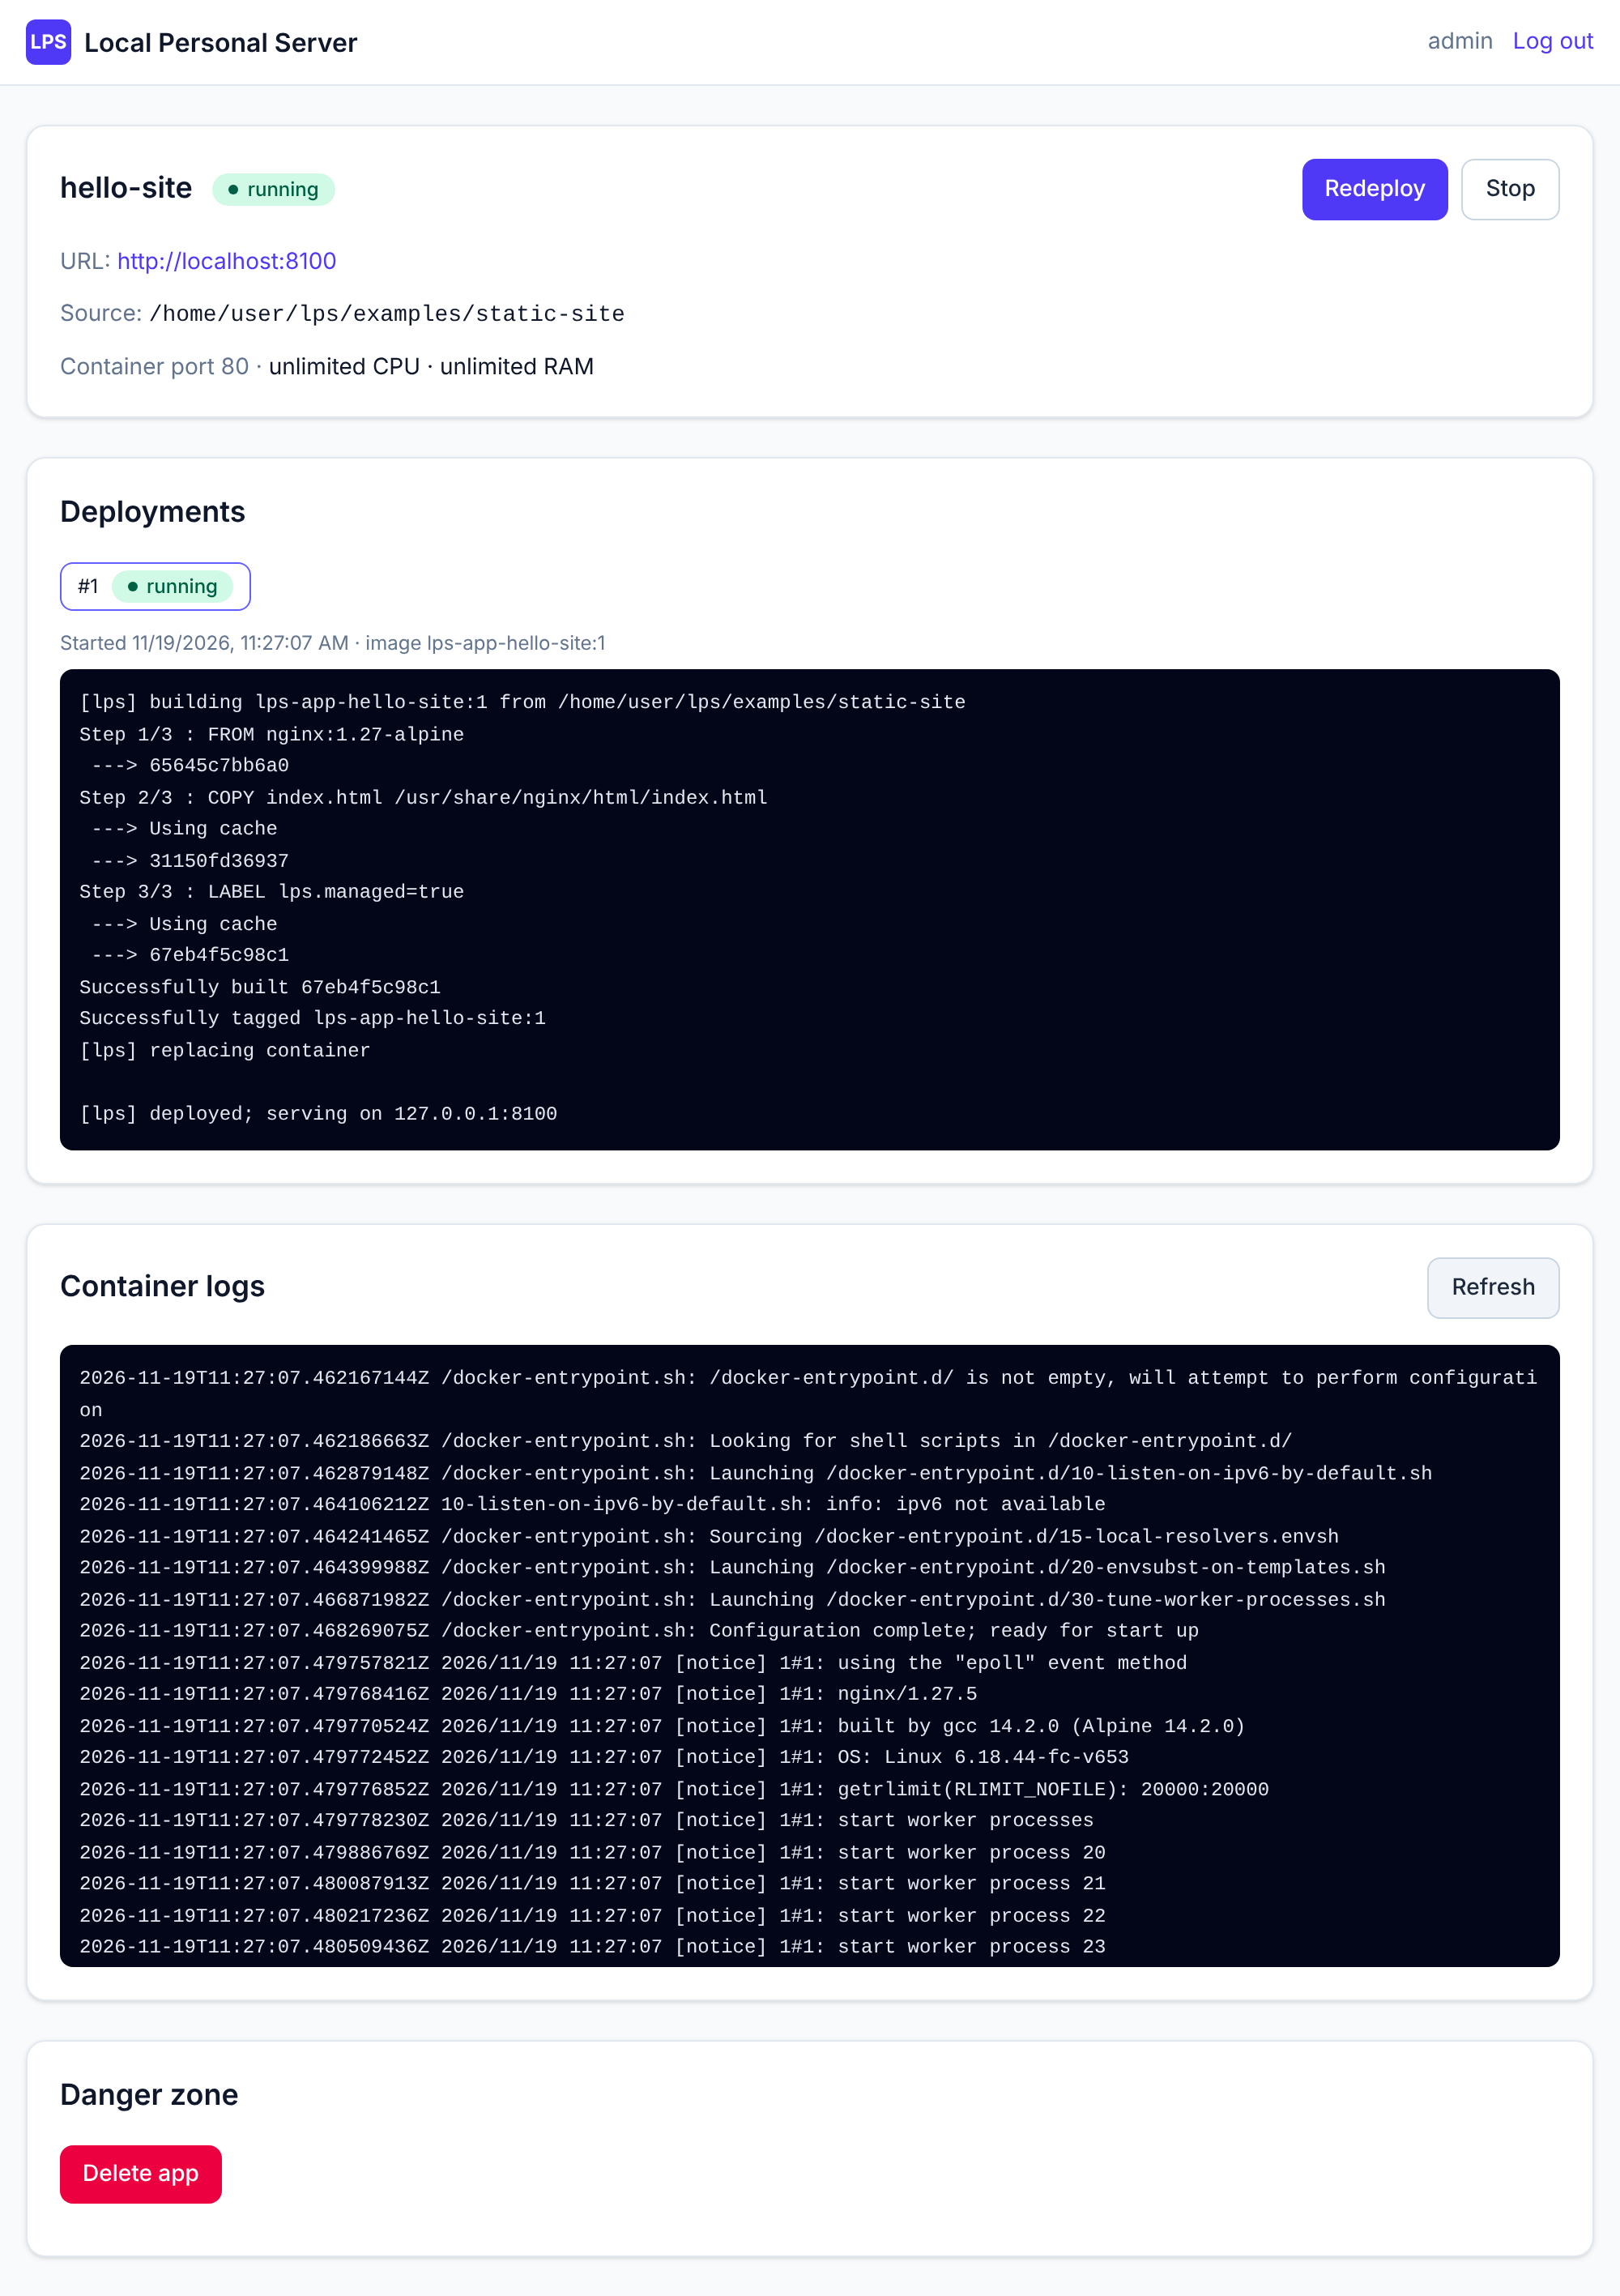 LPS Local Personal Server
admin Log out
hello-site running
Redeploy Stop
URL: http://localhost:8100
Source: /home/user/lps/examples/static-site
Container port 80 · unlimited CPU · unlimited RAM
Deployments
#1 running
Started 11/19/2026, 11:27:07 AM · image lps-app-hello-site:1
[lps] building lps-app-hello-site:1 from /home/user/lps/examples/static-site
Step 1/3 : FROM nginx:1.27-alpine
---> 65645c7bb6a0
Step 2/3 : COPY index.html /usr/share/nginx/html/index.html
---> Using cache
---> 31150fd36937
Step 3/3 : LABEL lps.managed=true
---> Using cache
---> 67eb4f5c98c1
Successfully built 67eb4f5c98c1
Successfully tagged lps-app-hello-site:1
[lps] replacing container
[lps] deployed; serving on 127.0.0.1:8100
Container logs
Refresh
2026-11-19T11:27:07.462167144Z /docker-entrypoint.sh: /docker-entrypoint.d/ is not empty, will attempt to perform configurati
on
2026-11-19T11:27:07.462186663Z /docker-entrypoint.sh: Looking for shell scripts in /docker-entrypoint.d/
2026-11-19T11:27:07.462879148Z /docker-entrypoint.sh: Launching /docker-entrypoint.d/10-listen-on-ipv6-by-default.sh
2026-11-19T11:27:07.464106212Z 10-listen-on-ipv6-by-default.sh: info: ipv6 not available
2026-11-19T11:27:07.464241465Z /docker-entrypoint.sh: Sourcing /docker-entrypoint.d/15-local-resolvers.envsh
2026-11-19T11:27:07.464399988Z /docker-entrypoint.sh: Launching /docker-entrypoint.d/20-envsubst-on-templates.sh
2026-11-19T11:27:07.466871982Z /docker-entrypoint.sh: Launching /docker-entrypoint.d/30-tune-worker-processes.sh
2026-11-19T11:27:07.468269075Z /docker-entrypoint.sh: Configuration complete; ready for start up
2026-11-19T11:27:07.479757821Z 2026/11/19 11:27:07 [notice] 1#1: using the "epoll" event method
2026-11-19T11:27:07.479768416Z 2026/11/19 11:27:07 [notice] 1#1: nginx/1.27.5
2026-11-19T11:27:07.479770524Z 2026/11/19 11:27:07 [notice] 1#1: built by gcc 14.2.0 (Alpine 14.2.0)
2026-11-19T11:27:07.479772452Z 2026/11/19 11:27:07 [notice] 1#1: OS: Linux 6.18.44-fc-v653
2026-11-19T11:27:07.479776852Z 2026/11/19 11:27:07 [notice] 1#1: getrlimit(RLIMIT_NOFILE): 20000:20000
2026-11-19T11:27:07.479778230Z 2026/11/19 11:27:07 [notice] 1#1: start worker processes
2026-11-19T11:27:07.479886769Z 2026/11/19 11:27:07 [notice] 1#1: start worker process 20
2026-11-19T11:27:07.480087913Z 2026/11/19 11:27:07 [notice] 1#1: start worker process 21
2026-11-19T11:27:07.480217236Z 2026/11/19 11:27:07 [notice] 1#1: start worker process 22
2026-11-19T11:27:07.480509436Z 2026/11/19 11:27:07 [notice] 1#1: start worker process 23
Danger zone
Delete app